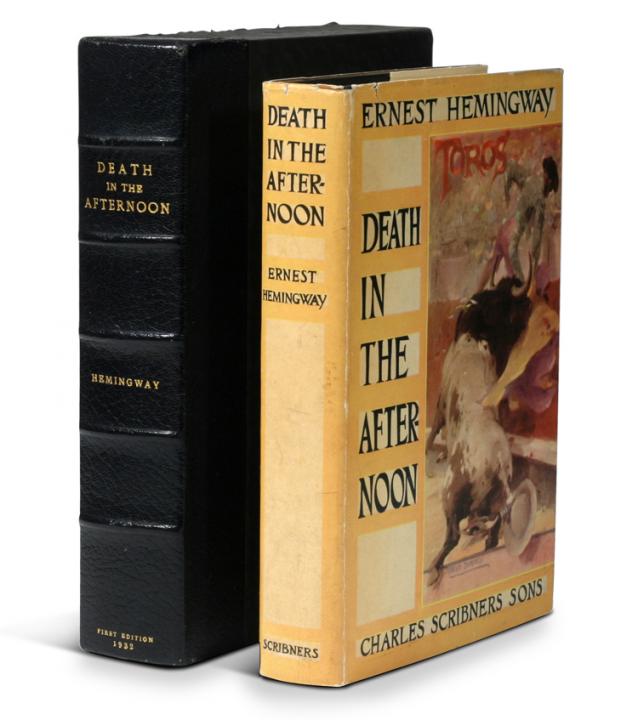 DEATH
IN THE
AFTERNOON
HEMINGWAY
FIRST EDITION
1932
DEATH
IN THE
AFTER-
NOON
ERNEST
HEMINGWAY
SCRIBNERS
ERNEST HEMINGWAY
TOROS
DEATH
IN
THE
AFTER-
NOON
CHARLES SCRIBNERS SONS